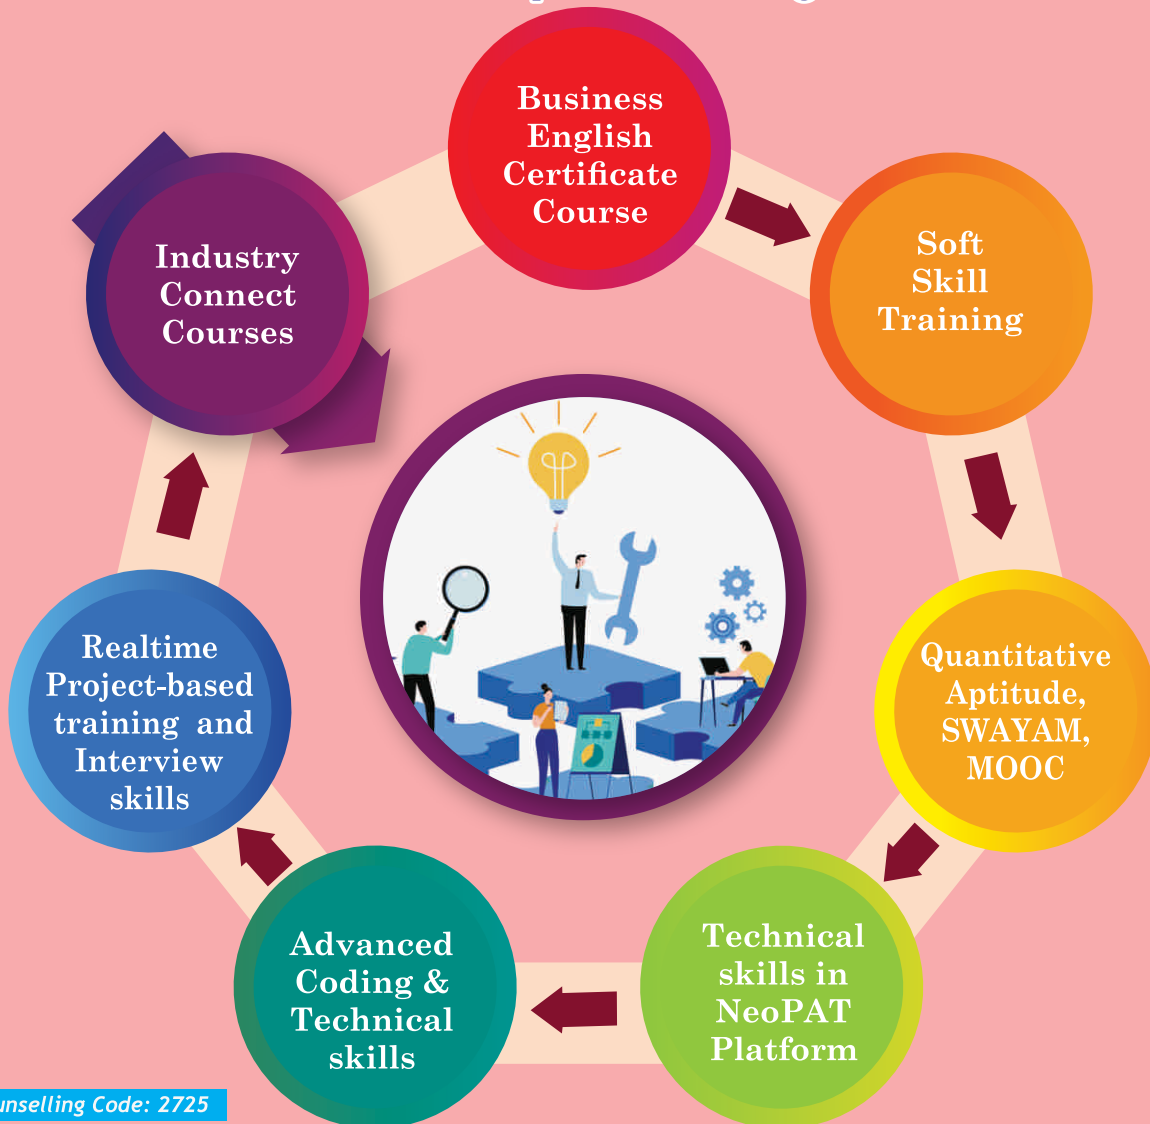 Business
English
Certificate
Course
Soft
Skill
Training
Quantitative
Aptitude,
SWAYAM,
MOOC
Technical
skills in
NeoPAT
Platform
Advanced
Coding &
Technical
skills
Realtime
Project-based
training and
Interview
skills
Industry
Connect
Courses
Code: 2725